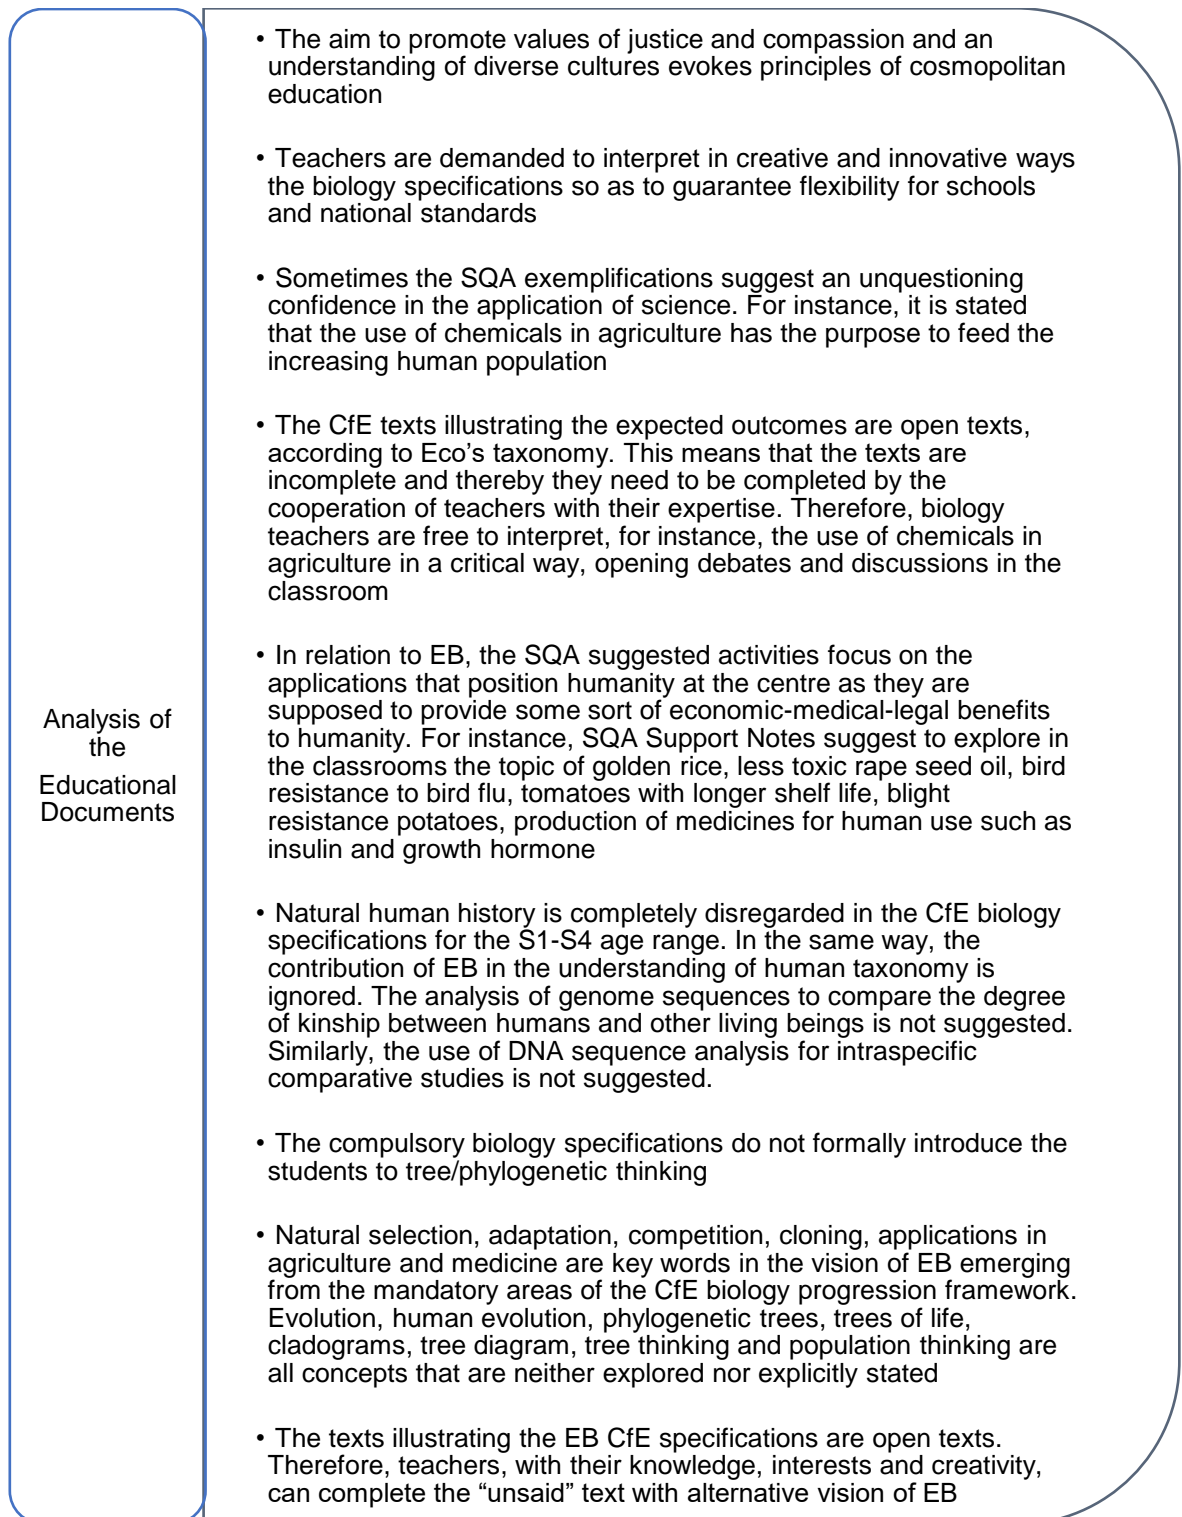 Analysis of
the
Educational
Documents
• The aim to promote values of justice and compassion and an
understanding of diverse cultures evokes principles of cosmopolitan
education
• Teachers are demanded to interpret in creative and innovative ways
the biology specifications so as to guarantee flexibility for schools
and national standards
• Sometimes the SQA exemplifications suggest an unquestioning
confidence in the application of science. For instance, it is stated
that the use of chemicals in agriculture has the purpose to feed the
increasing human population
• The CfE texts illustrating the expected outcomes are open texts,
according to Eco’s taxonomy. This means that the texts are
incomplete and thereby they need to be completed by the
cooperation of teachers with their expertise. Therefore, biology
teachers are free to interpret, for instance, the use of chemicals in
agriculture in a critical way, opening debates and discussions in the
classroom
• In relation to EB, the SQA suggested activities focus on the
applications that position humanity at the centre as they are
supposed to provide some sort of economic-medical-legal benefits
to humanity. For instance, SQA Support Notes suggest to explore in
the classrooms the topic of golden rice, less toxic rape seed oil, bird
resistance to bird flu, tomatoes with longer shelf life, blight
resistance potatoes, production of medicines for human use such as
insulin and growth hormone
• Natural human history is completely disregarded in the CfE biology
specifications for the S1-S4 age range. In the same way, the
contribution of EB in the understanding of human taxonomy is
ignored. The analysis of genome sequences to compare the degree
of kinship between humans and other living beings is not suggested.
Similarly, the use of DNA sequence analysis for intraspecific
comparative studies is not suggested.
• The compulsory biology specifications do not formally introduce the
students to tree/phylogenetic thinking
• Natural selection, adaptation, competition, cloning, applications in
agriculture and medicine are key words in the vision of EB emerging
from the mandatory areas of the CfE biology progression framework.
Evolution, human evolution, phylogenetic trees, trees of life,
cladograms, tree diagram, tree thinking and population thinking are
all concepts that are neither explored nor explicitly stated
• The texts illustrating the EB CfE specifications are open texts.
Therefore, teachers, with their knowledge, interests and creativity,
can complete the “unsaid” text with alternative vision of EB